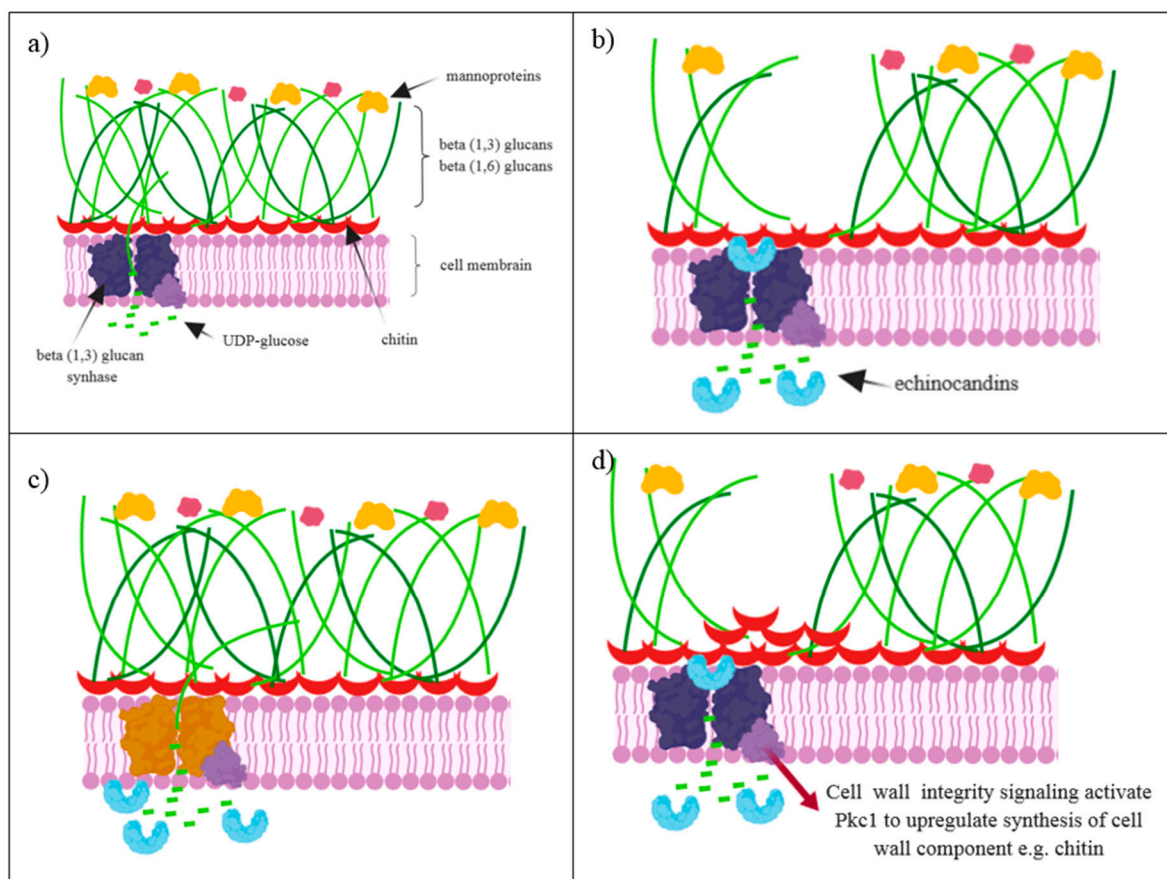 a)
mannoproteins
beta (1,3) glucans
beta (1,6) glucans
cell membrain
UDP-glucose
chitin
beta (1,3) glucan
synhase
b)
echinocandins
c)
d)
Cell wall integrity signaling activate
Pkc1 to upregulate synthesis of cell
wall component e.g. chitin